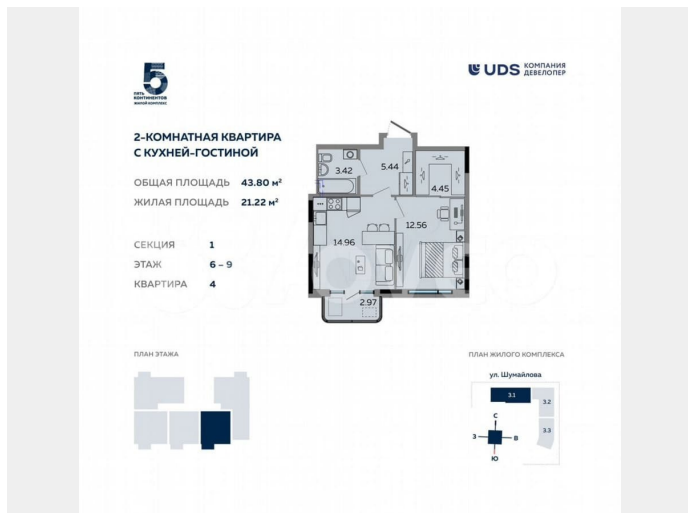 5
ПЯТЬ
КОНТИНЕНТОВ
ЖИЛОЙ КОМПЛЕКС
UDS КОМПАНИЯ
ДЕВЕЛОПЕР
2-КОМНАТНАЯ КВАРТИРА
С КУХНЕЙ-ГОСТИНОЙ
ОБЩАЯ ПЛОЩАДЬ 43.80 м²
ЖИЛАЯ ПЛОЩАДЬ 21.22 м²
СЕКЦИЯ 1
ЭТАЖ 6 – 9
КВАРТИРА 4
3.42
5.44
4.45
12.56
14.96
2.97
ПЛАН ЭТАЖА
ПЛАН ЖИЛОГО КОМПЛЕКСА
ул. Шумайлова
3.1
3.2
3.3
С
З
В
Ю